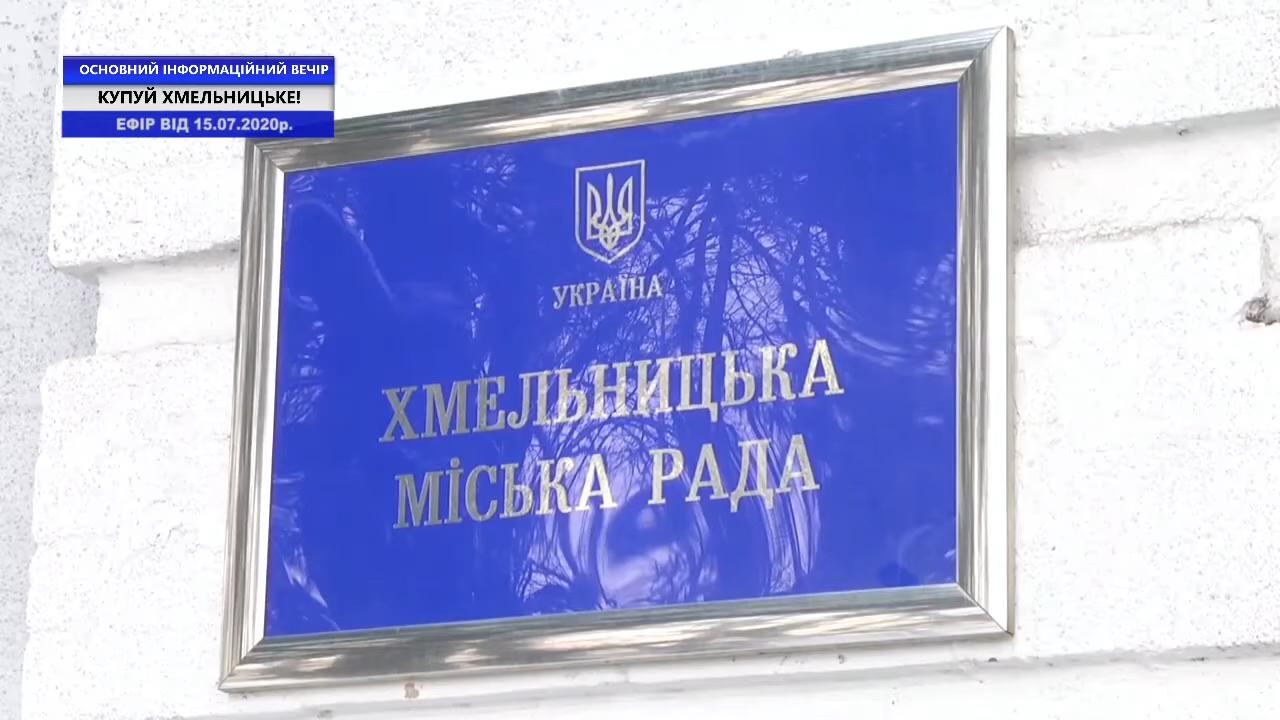 ОСНОВНИЙ ІНФОРМАЦІЙНИЙ ВЕЧІР
КУПУЙ ХМЕЛЬНИЦЬКЕ!
ЕФІР ВІД 15.07.2020р.
УКРАЇНА
ХМЕЛЬНИЦЬКА
МіСЬКА РАДА